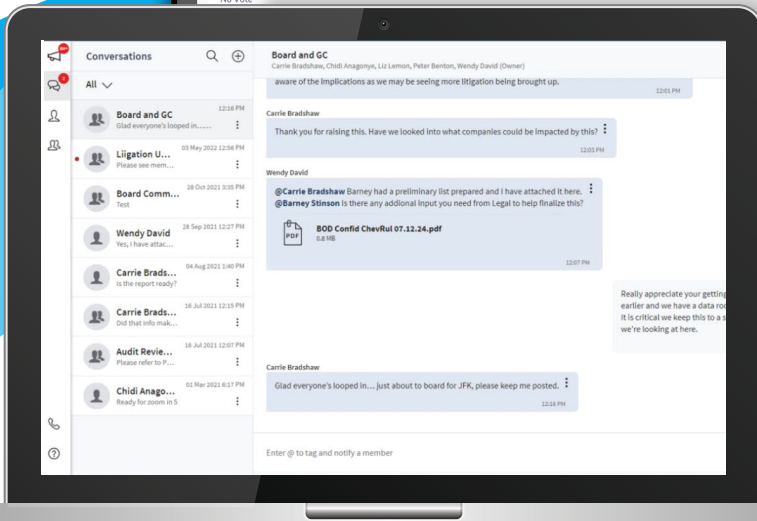 No Vote
Conversations
All
Board and GC
12:16 PM
Glad everyone's looped in......
Liigation U...
03 May 2022 12:56 PM
Please see mem...
Board Comm...
28 Oct 2021 3:35 PM
Test
Wendy David
28 Sep 2021 12:27 PM
Yes, I have attac...
Carrie Brads...
04 Aug 2021 1:40 PM
Is the report ready?
Carrie Brads...
16 Jul 2021 12:15 PM
Did that info mak...
Audit Revie...
16 Jul 2021 12:07 PM
Please refer to P...
Chidi Anago...
01 Mar 2021 6:17 PM
Ready for zoom in 5
Board and GC
Carrie Bradshaw, Chidi Anagonye, Liz Lemon, Peter Benton, Wendy David (Owner)
aware of the implications as we may be seeing more litigation being brought up.
12:01 PM
Carrie Bradshaw
Thank you for raising this. Have we looked into what companies could be impacted by this?
12:03 PM
Wendy David
@Carrie Bradshaw Barney had a preliminary list prepared and I have attached it here.
@Barney Stinson Is there any addional input you need from Legal to help finalize this?
PDF
BOD Confid ChevRul 07.12.24.pdf
0.8 MB
12:07 PM
Really appreciate your getting
earlier and we have a data roo
It is critical we keep this to a s
we're looking at here.
Carrie Bradshaw
Glad everyone's looped in... just about to board for JFK, please keep me posted.
12:16 PM
Enter @ to tag and notify a member